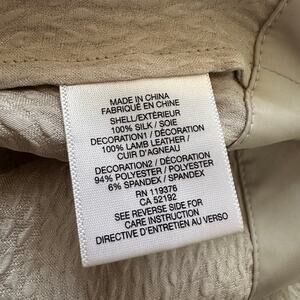 MADE IN CHINA
FABRIQUÉ EN CHINE
SHELL/EXTÉRIEUR
100% SILK / SOIE
DECORATION1 / DÉCORATION
100% LAMB LEATHER /
CUIR D'AGNEAU
DECORATION2 / DÉCORATION
94% POLYESTER / POLYESTER
6% SPANDEX / SPANDEX
RN 119376
CA 52192
SEE REVERSE SIDE FOR
CARE INSTRUCTION
DIRECTIVE D'ENTRETIEN AU VERSO